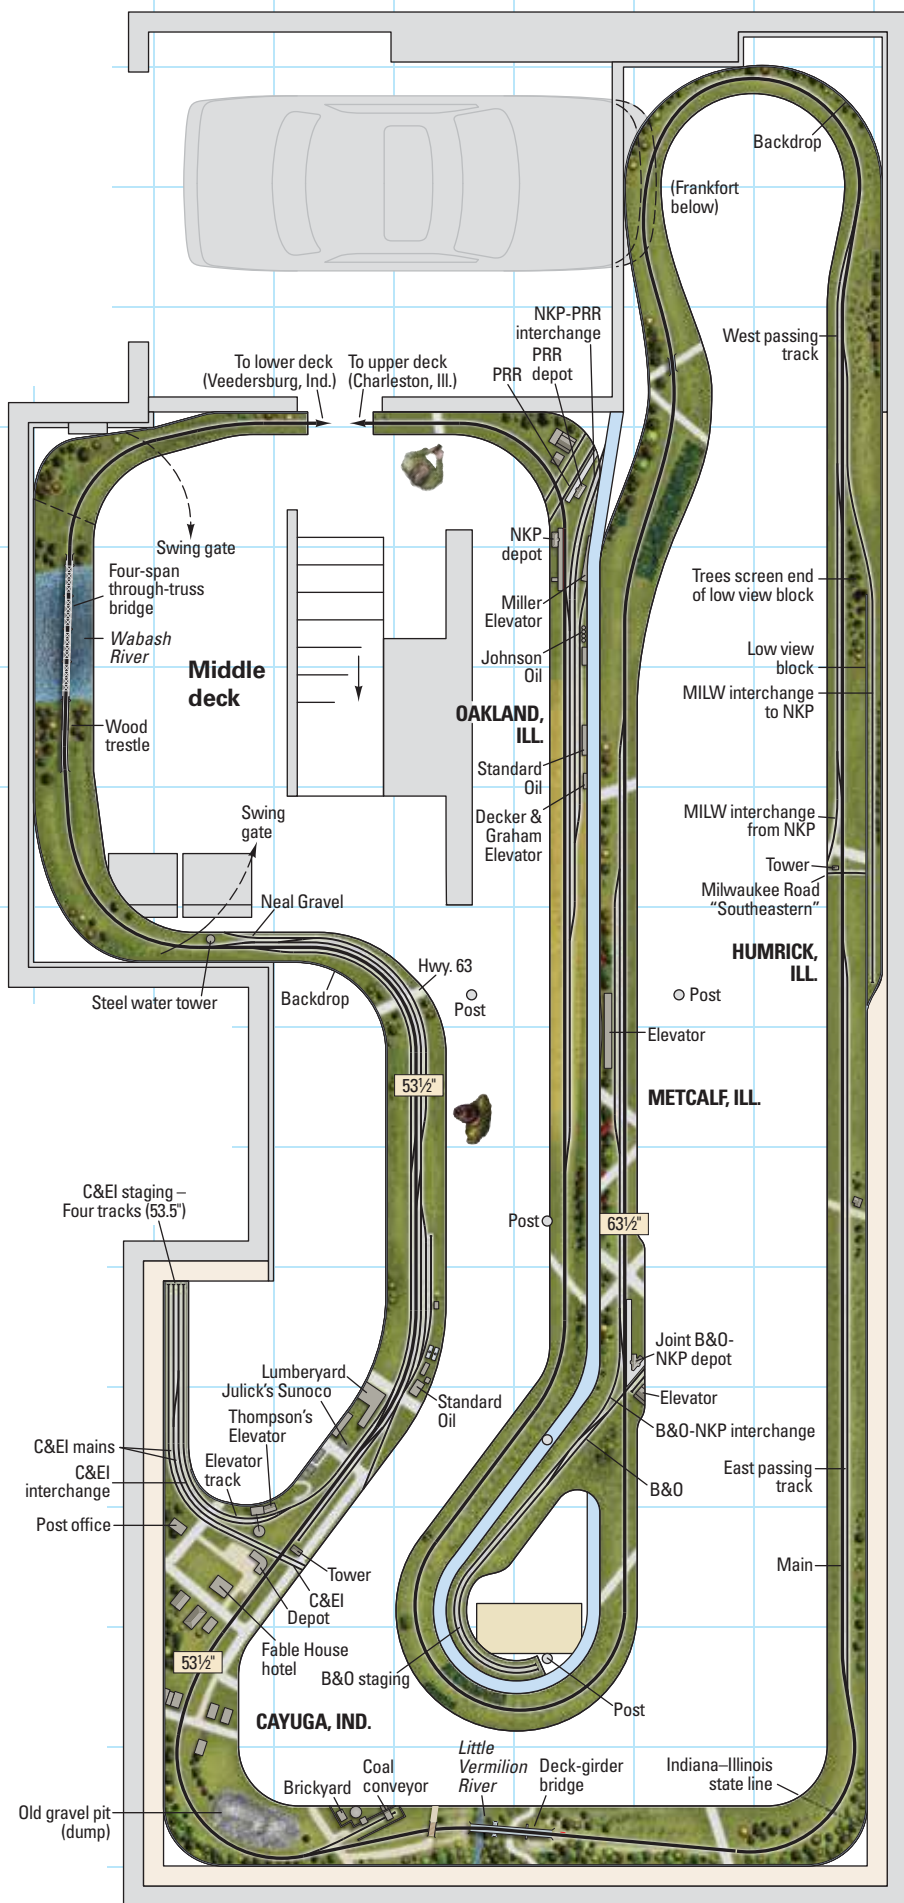 Backdrop
(Frankfort
below)
NKP-PRR
interchange
PRR
depot
PRR
West passing
track
To lower deck
(Veedersburg, Ind.)
To upper deck
(Charleston, Ill.)
Swing gate
NKP
depot
Four-span
through-truss
bridge
Trees screen end
of low view block
Miller
Elevator
Wabash
River
Johnson
Oil
Low view
block
Middle
deck
MILW interchange
to NKP
OAKLAND,
ILL.
Wood
trestle
Standard
Oil
Swing
gate
Decker &
Graham
Elevator
MILW interchange
from NKP
Tower
Milwaukee Road
“Southeastern”
Neal Gravel
HUMRICK,
ILL.
Hwy. 63
Steel water tower
Backdrop
Post
Post
Elevator
53½"
METCALF, ILL.
C&EI staging –
Four tracks (53.5")
Post
63½"
Joint B&O-
NKP depot
Lumberyard
Julick's Sunoco
Thompson's
Elevator
Standard
Oil
Elevator
B&O-NKP interchange
C&EI mains
Elevator
track
C&EI
interchange
East passing
track
B&O
Post office
Main
Tower
C&EI
Depot
Fable House
hotel
53½"
B&O staging
Post
CAYUGA, IND.
Little
Vermilion
River
Deck-girder
bridge
Indiana–Illinois
state line
Coal
conveyor
Brickyard
Old gravel pit
(dump)